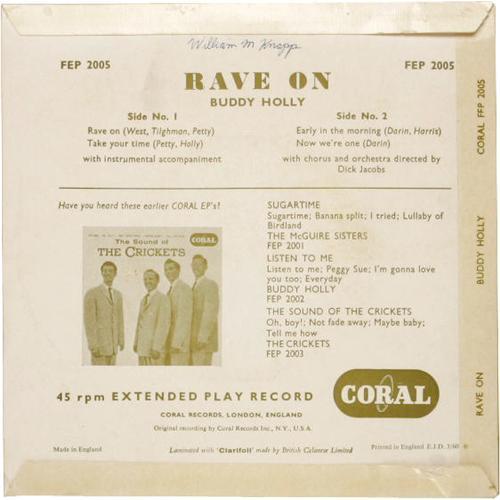 William M Knapp
FEP 2005
FEP 2005
RAVE ON
BUDDY HOLLY
Side No. 1
Rave on (West, Tilghman, Petty)
Take your time (Petty, Holly)
with instrumental accompaniment
Side No. 2
Early in the morning (Darin, Harris)
Now we're one (Darin)
with chorus and orchestra directed by
Dick Jacobs
Have you heard these earlier CORAL EP's?
The Sound of
THE CRICKETS
CORAL
SUGARTIME
Sugartime; Banana split; I tried; Lullaby of
Birdland
THE McGUIRE SISTERS
FEP 2001
LISTEN TO ME
Listen to me; Peggy Sue; I'm gonna love
you too; Everyday
BUDDY HOLLY
FEP 2002
THE SOUND OF THE CRICKETS
Oh, boy!; Not fade away; Maybe baby;
Tell me how
THE CRICKETS
FEP 2003
45 rpm EXTENDED PLAY RECORD
CORAL RECORDS, LONDON, ENGLAND
Original recording by Coral Records Inc., N.Y., U.S.A.
CORAL
Made in England
Laminated with 'Clarifoil' made by British Celanese Limited
Printed in England E.J.D. 3/60
CORAL FEP 2005
BUDDY HOLLY
RAVE ON